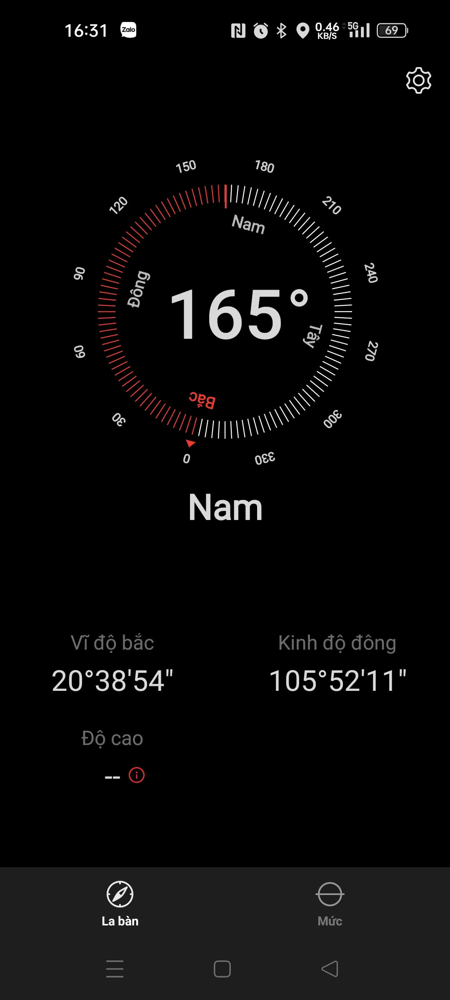 16:31 Zalo 0.46 KB/S 5G 69
150 180
120 210
Nam
90 240
Đông
165°
Tây
60 270
Bắc
30 300
0 330
Nam
Vĩ độ bắc Kinh độ đông
20°38'54" 105°52'11"
Độ cao
--
La bàn Mức